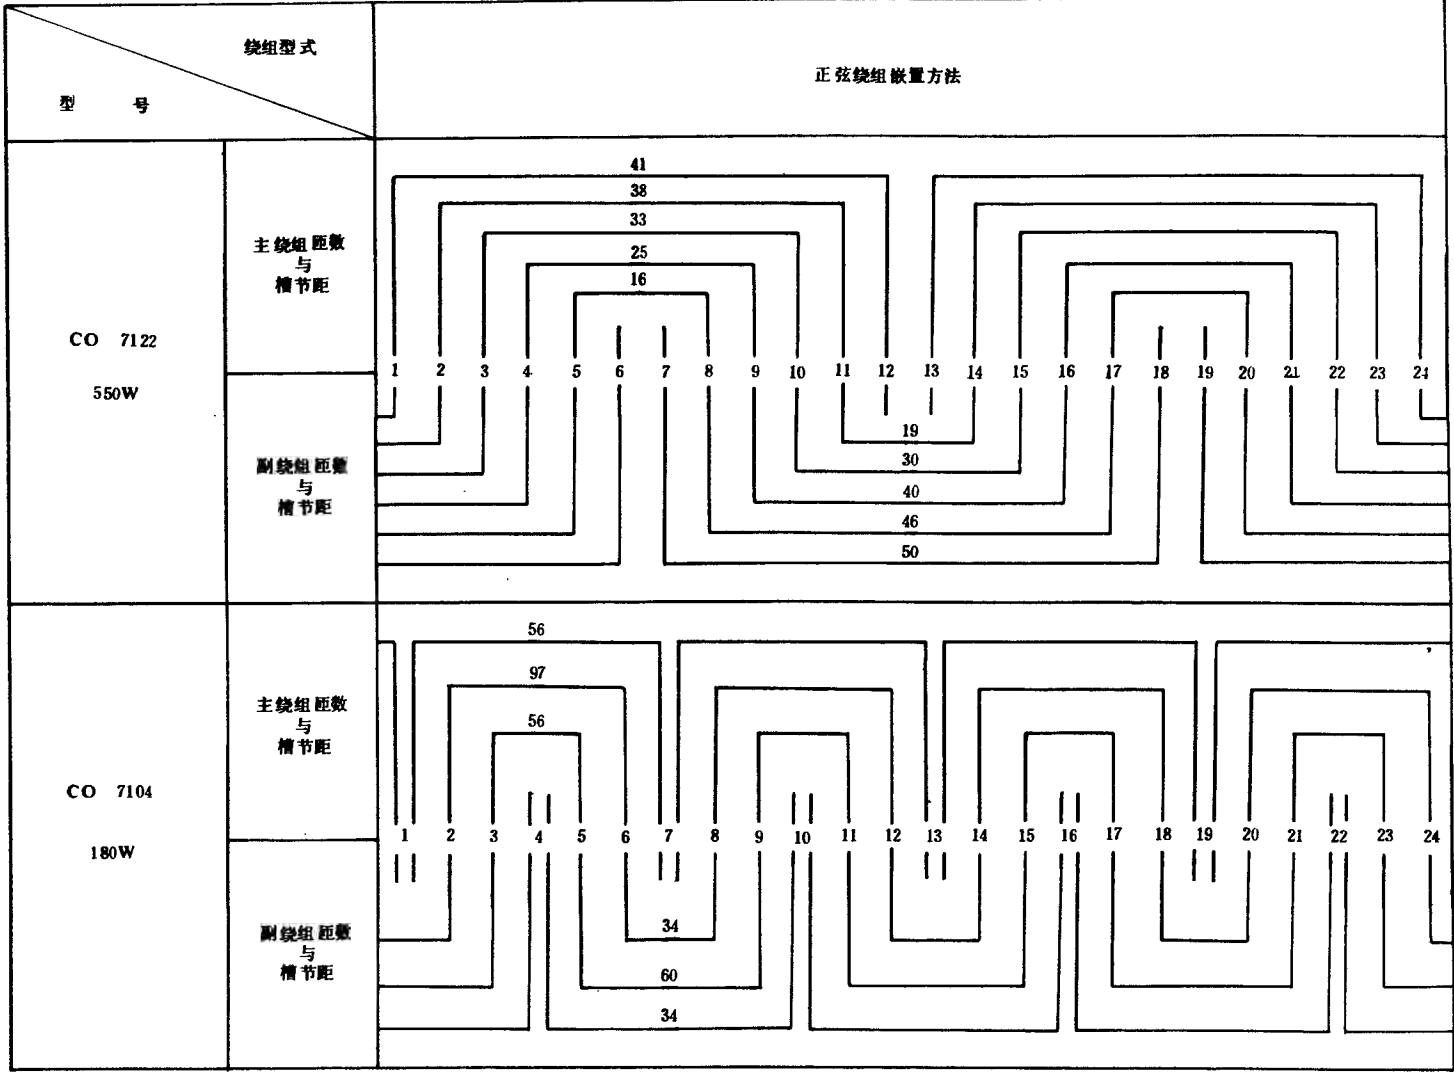 绕组型式
型 号
正弦绕组嵌置方法
CO 7122
550W
主绕组匝数
与
槽节距
副绕组匝数
与
槽节距
41
38
33
25
16
1 2 3 4 5 6 7 8 9 10 11 12 13 14 15 16 17 18 19 20 21 22 23 24
19
30
40
46
50
CO 7104
180W
主绕组匝数
与
槽节距
副绕组匝数
与
槽节距
56
97
56
1 2 3 4 5 6 7 8 9 10 11 12 13 14 15 16 17 18 19 20 21 22 23 24
34
60
34